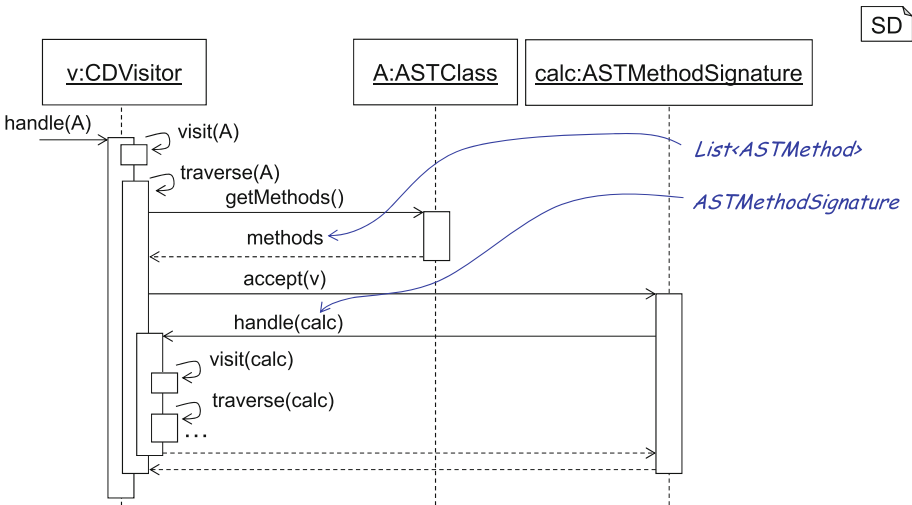 SD
v:CDVisitor
A:ASTClass
calc:ASTMethodSignature
handle(A)
visit(A)
List<ASTMethod>
traverse(A)
getMethods()
ASTMethodSignature
methods
accept(v)
handle(calc)
visit(calc)
traverse(calc)
...